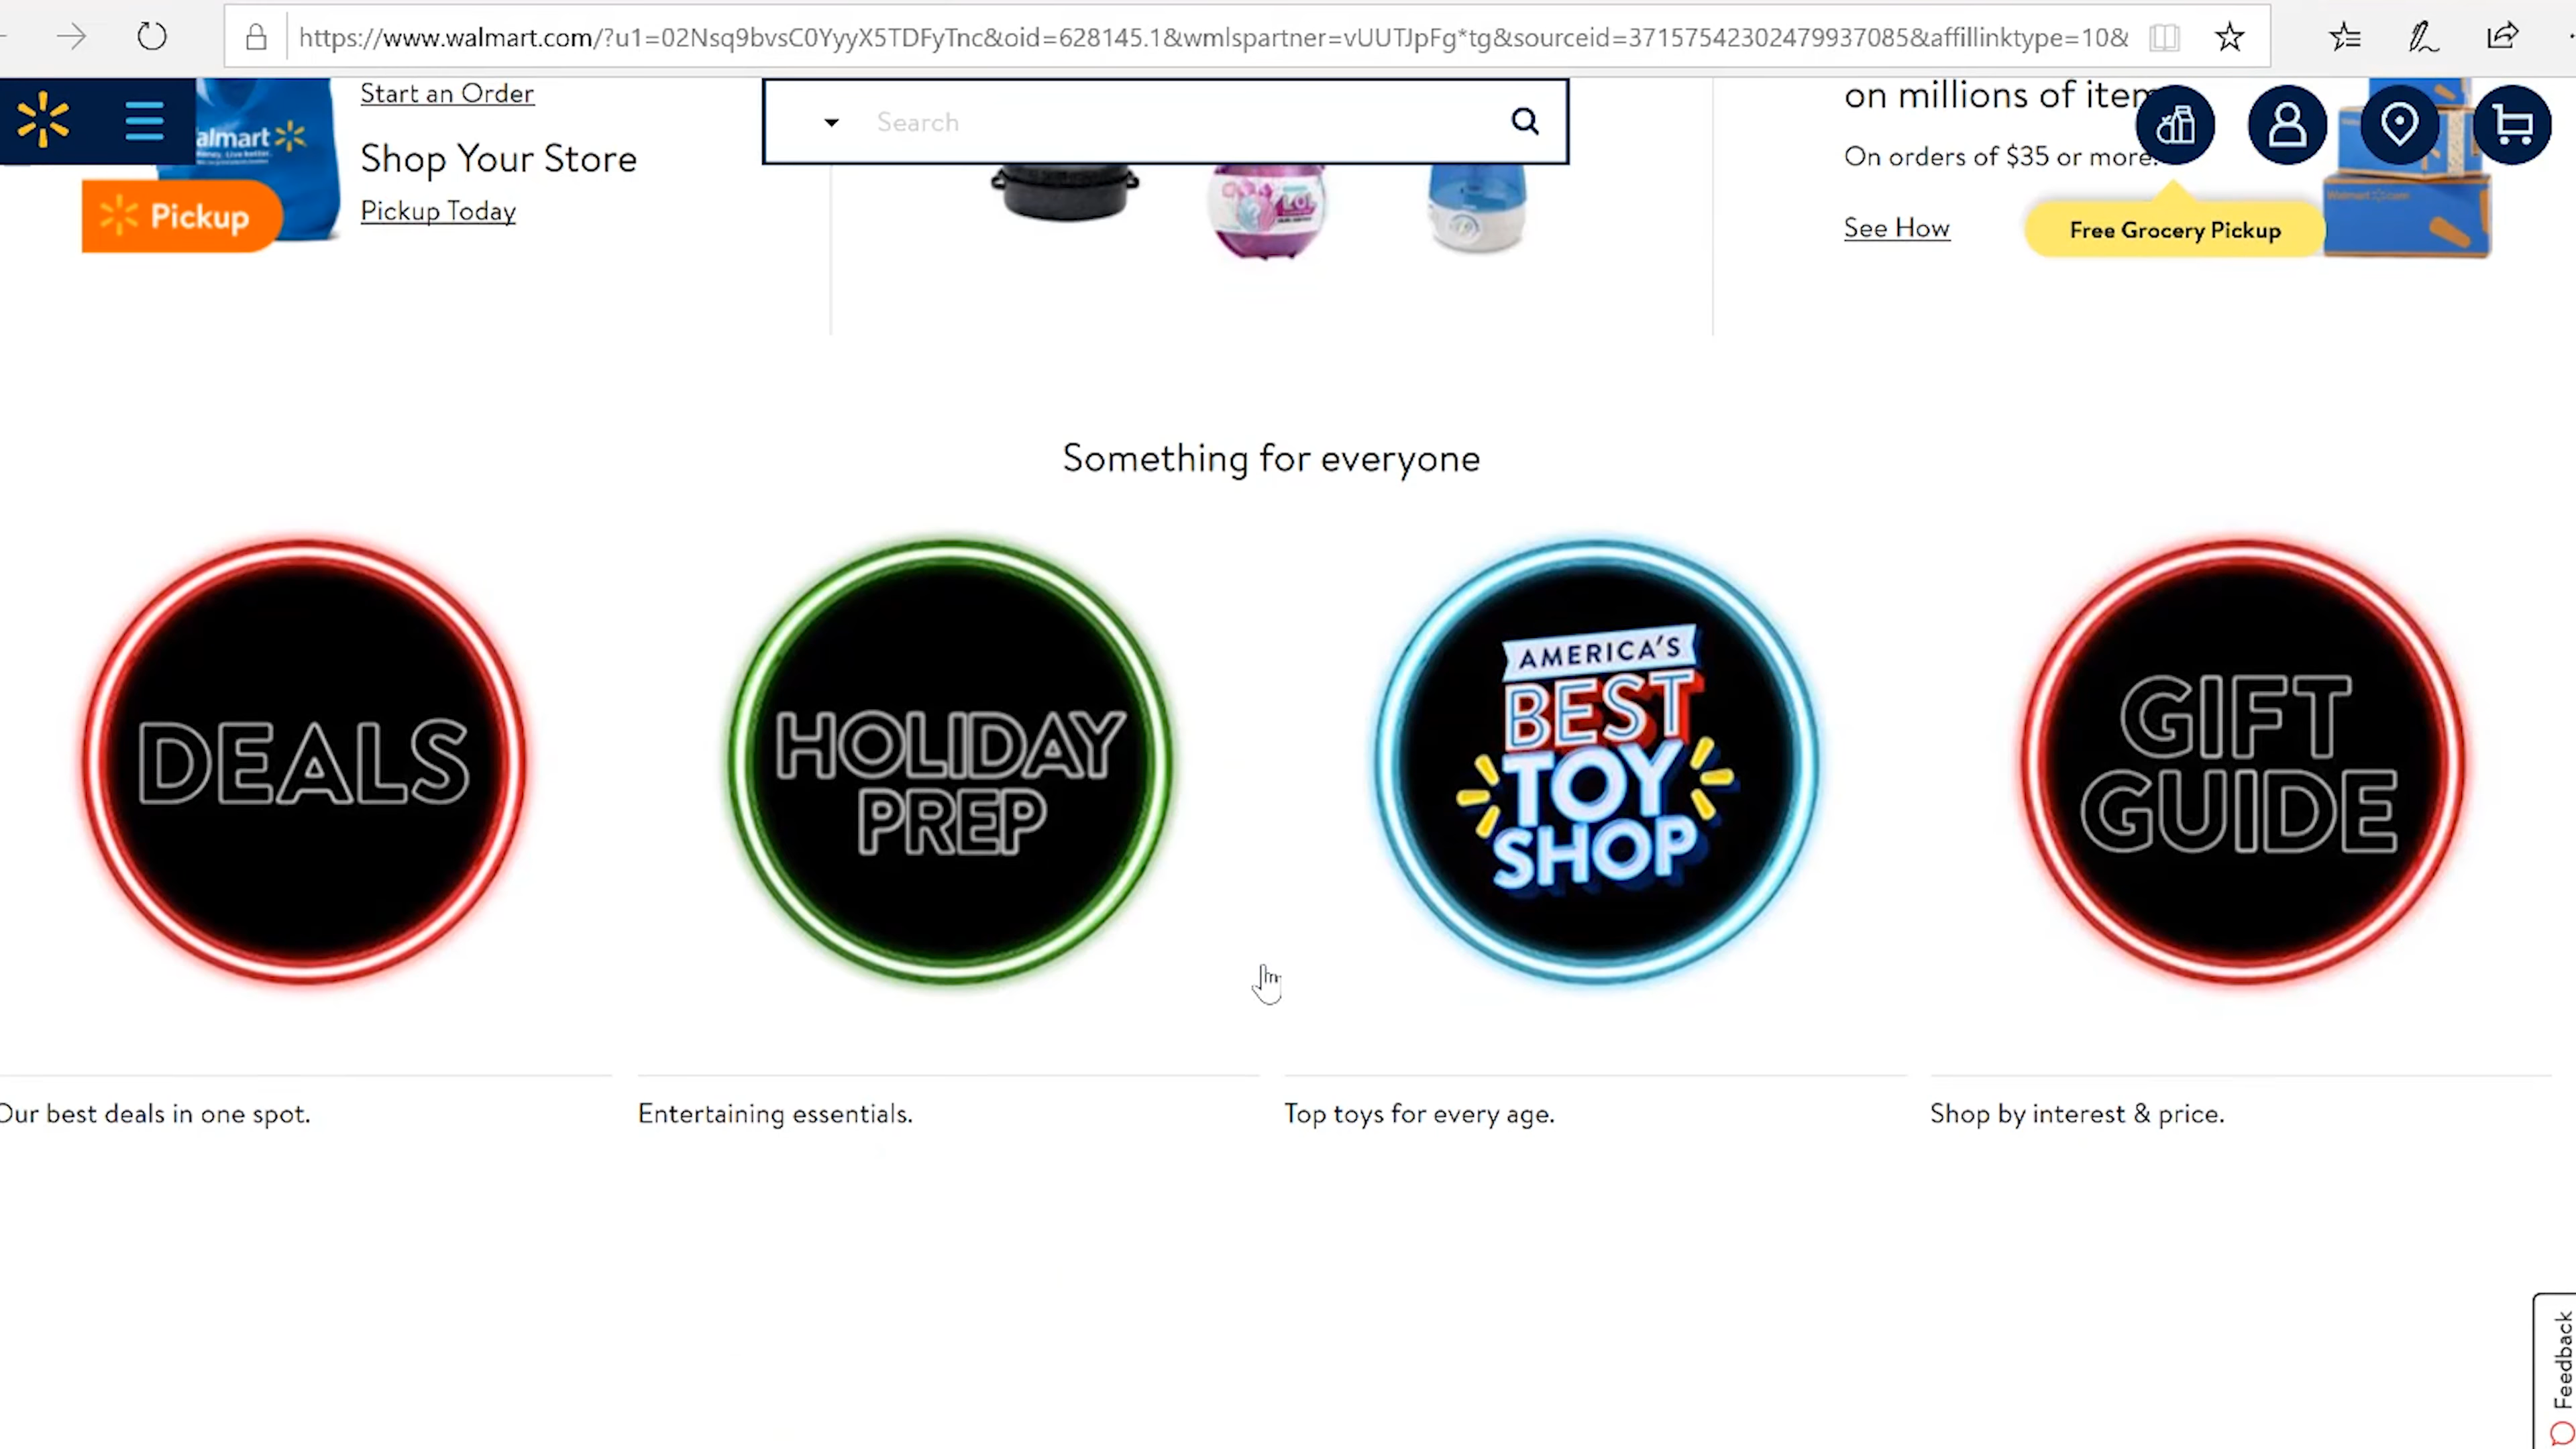 https://www.walmart.com/?u1=02Nsq9bvsC0YyyX5TDFyTnc&oid=628145.1&wmlspartner=vUUTJpFg*tg&sourceid=37157542302479937085&affillinktype=10&
Start an Order
Search
on millions of item
almart
Shop Your Store
On orders of $35 or more.
Pickup
Pickup Today
See How
Free Grocery Pickup
Something for everyone
DEALS
HOLIDAY
PREP
AMERICA'S
BEST
TOY
SHOP
GIFT
GUIDE
Our best deals in one spot.
Entertaining essentials.
Top toys for every age.
Shop by interest & price.
Feedback